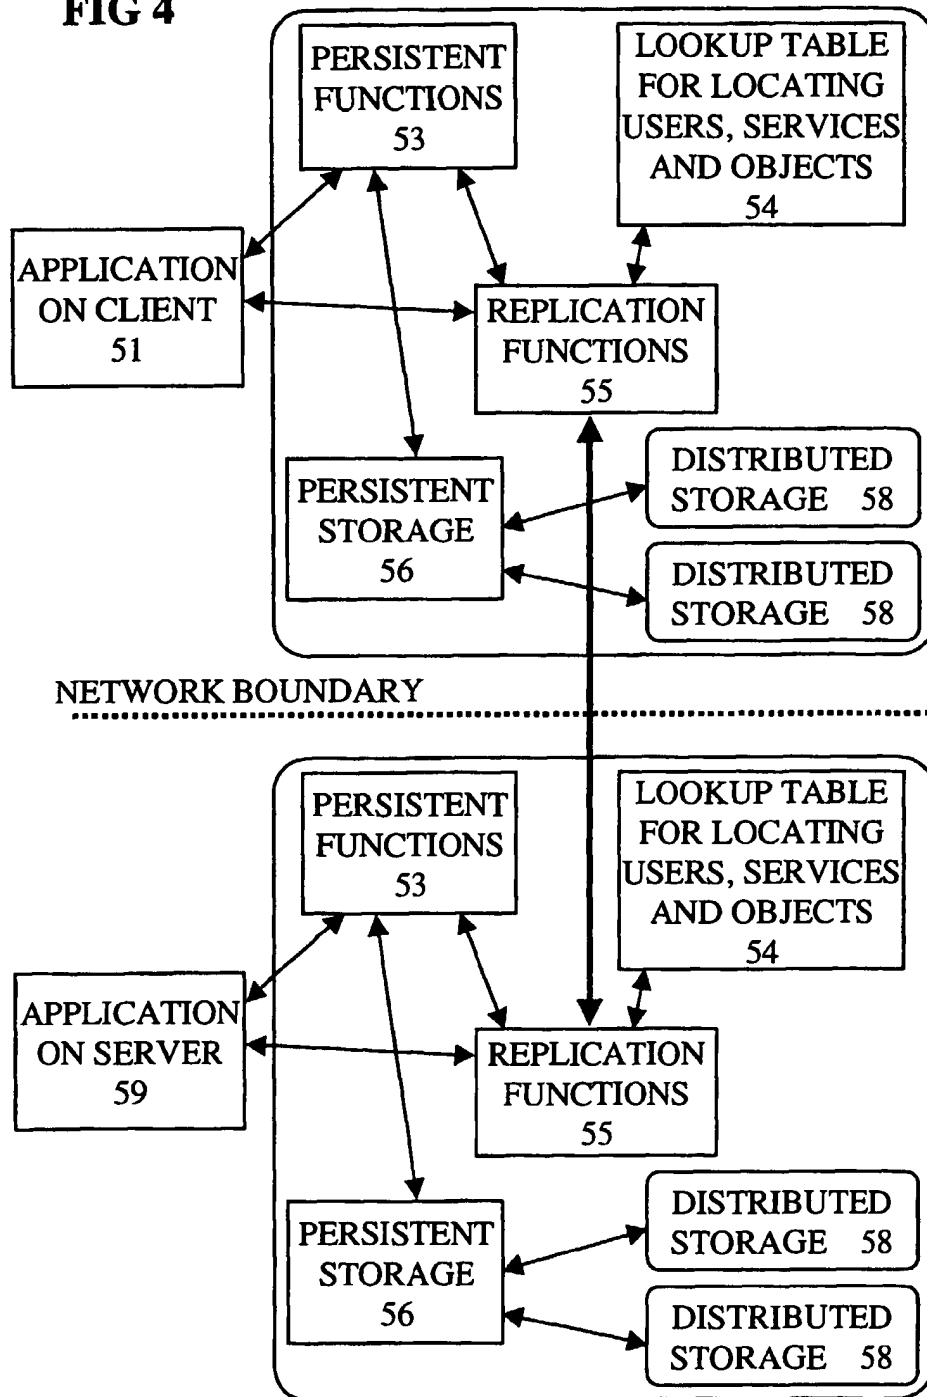 FIG 4
PERSISTENT
FUNCTIONS
53
LOOKUP TABLE
FOR LOCATING
USERS, SERVICES
AND OBJECTS
54
APPLICATION
ON CLIENT
51
REPLICATION
FUNCTIONS
55
PERSISTENT
STORAGE
56
DISTRIBUTED
STORAGE 58
DISTRIBUTED
STORAGE 58
NETWORK BOUNDARY
PERSISTENT
FUNCTIONS
53
LOOKUP TABLE
FOR LOCATING
USERS, SERVICES
AND OBJECTS
54
APPLICATION
ON SERVER
59
REPLICATION
FUNCTIONS
55
PERSISTENT
STORAGE
56
DISTRIBUTED
STORAGE 58
DISTRIBUTED
STORAGE 58